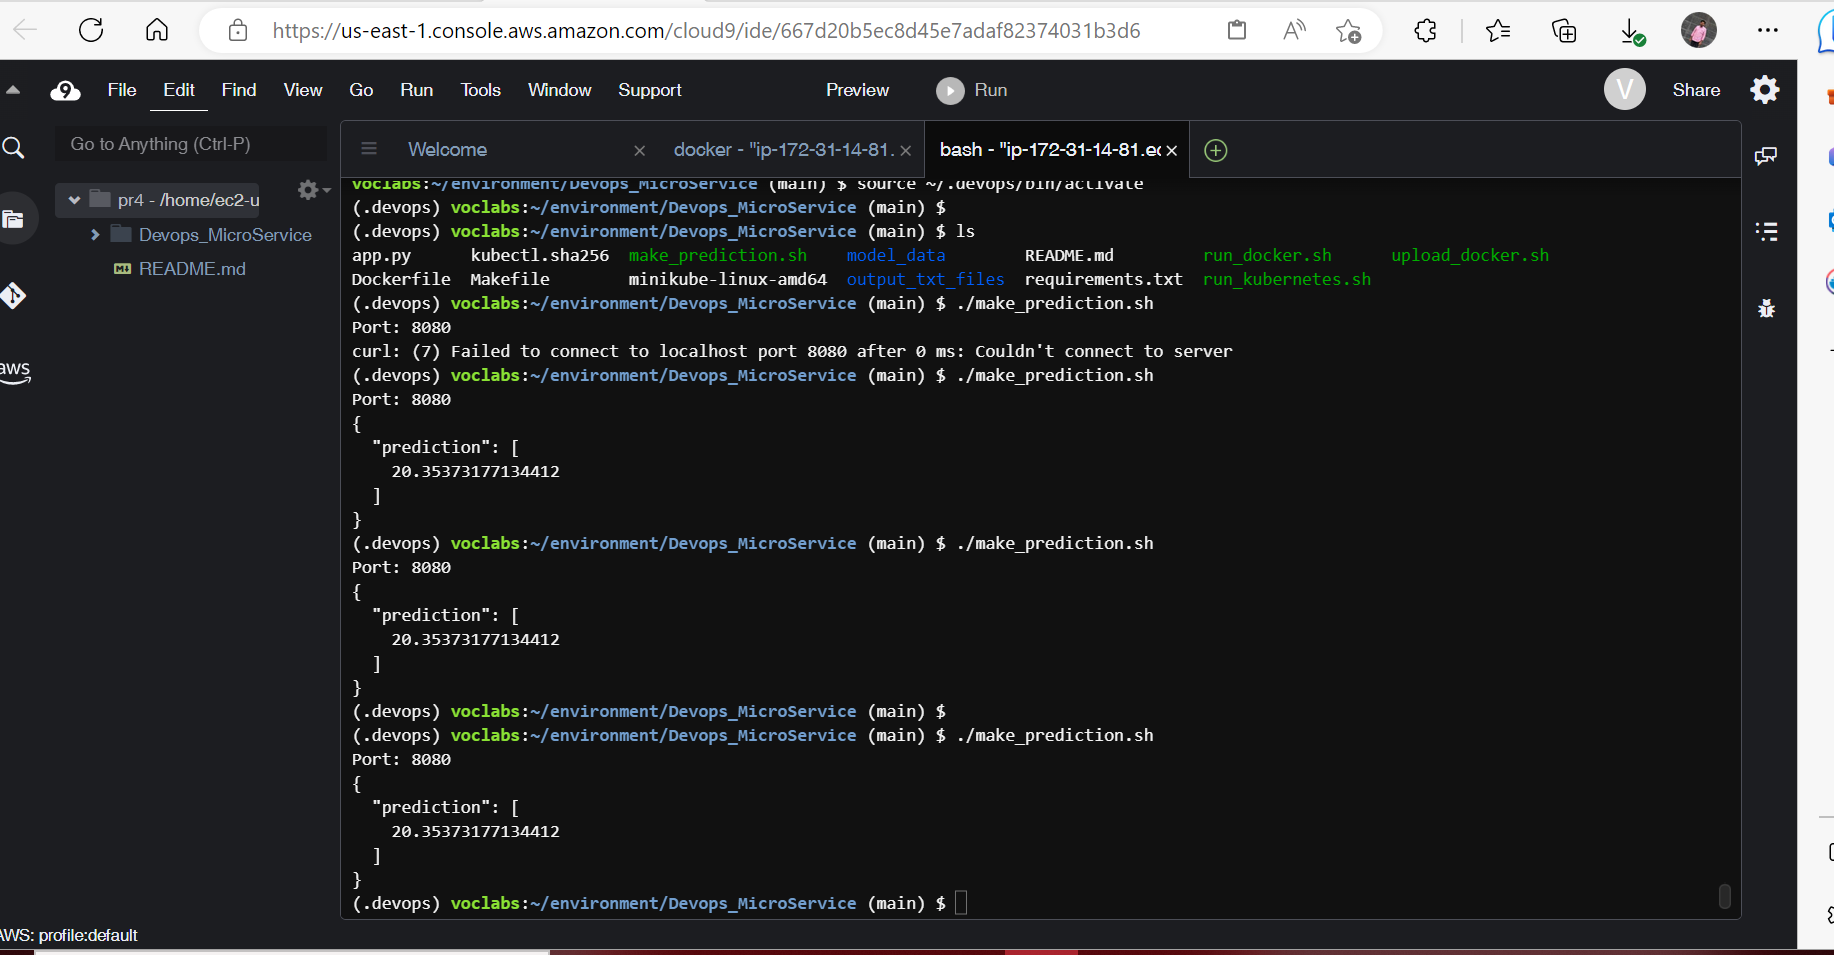 https://us-east-1.console.aws.amazon.com/cloud9/ide/667d20b5ec8d45e7adaf82374031b3d6
9 File Edit Find View Go Run Tools Window Support Preview Run V Share
Go to Anything (Ctrl-P)
Welcome docker - "ip-172-31-14-81. bash - "ip-172-31-14-81.ec
pr4 - /home/ec2-u
Devops_MicroService
README.md
aws
voclabs:~/environment/Devops_MicroService (main) $ source ~/.devops/bin/activate
(.devops) voclabs:~/environment/Devops_MicroService (main) $
(.devops) voclabs:~/environment/Devops_MicroService (main) $ ls
app.py kubectl.sha256 make_prediction.sh model_data README.md run_docker.sh upload_docker.sh
Dockerfile Makefile minikube-linux-amd64 output_txt_files requirements.txt run_kubernetes.sh
(.devops) voclabs:~/environment/Devops_MicroService (main) $ ./make_prediction.sh
Port: 8080
curl: (7) Failed to connect to localhost port 8080 after 0 ms: Couldn't connect to server
(.devops) voclabs:~/environment/Devops_MicroService (main) $ ./make_prediction.sh
Port: 8080
{
"prediction": [
20.35373177134412
]
}
(.devops) voclabs:~/environment/Devops_MicroService (main) $ ./make_prediction.sh
Port: 8080
{
"prediction": [
20.35373177134412
]
}
(.devops) voclabs:~/environment/Devops_MicroService (main) $
(.devops) voclabs:~/environment/Devops_MicroService (main) $ ./make_prediction.sh
Port: 8080
{
"prediction": [
20.35373177134412
]
}
(.devops) voclabs:~/environment/Devops_MicroService (main) $
AWS: profile:default